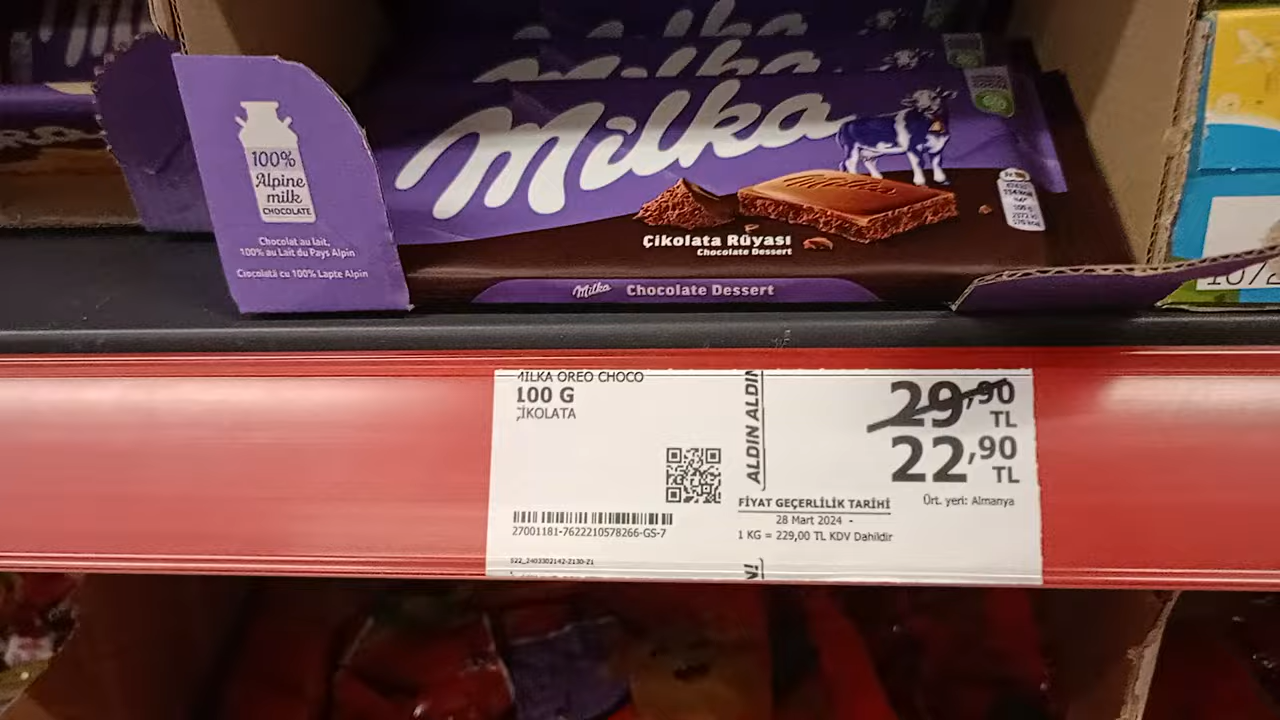 100%
Alpine
milk
CHOCOLATE
Chocolat au lait,
100% au Lait du Pays Alpin
Ciocolată cu 100% Lapte Alpin
Milka
Çikolata Rüyası
Chocolate Dessert
Milka Chocolate Dessert
MILKA OREO CHOCO
100 G
ÇİKOLATA
ALDIN ALDIN
29,90
TL
22,90
TL
FİYAT GEÇERLİLİK TARİHİ
28 Mart 2024 -
1 KG = 229,00 TL KDV Dahildir
Ürt. yeri: Almanya
27001181-7622210578266-GS-7